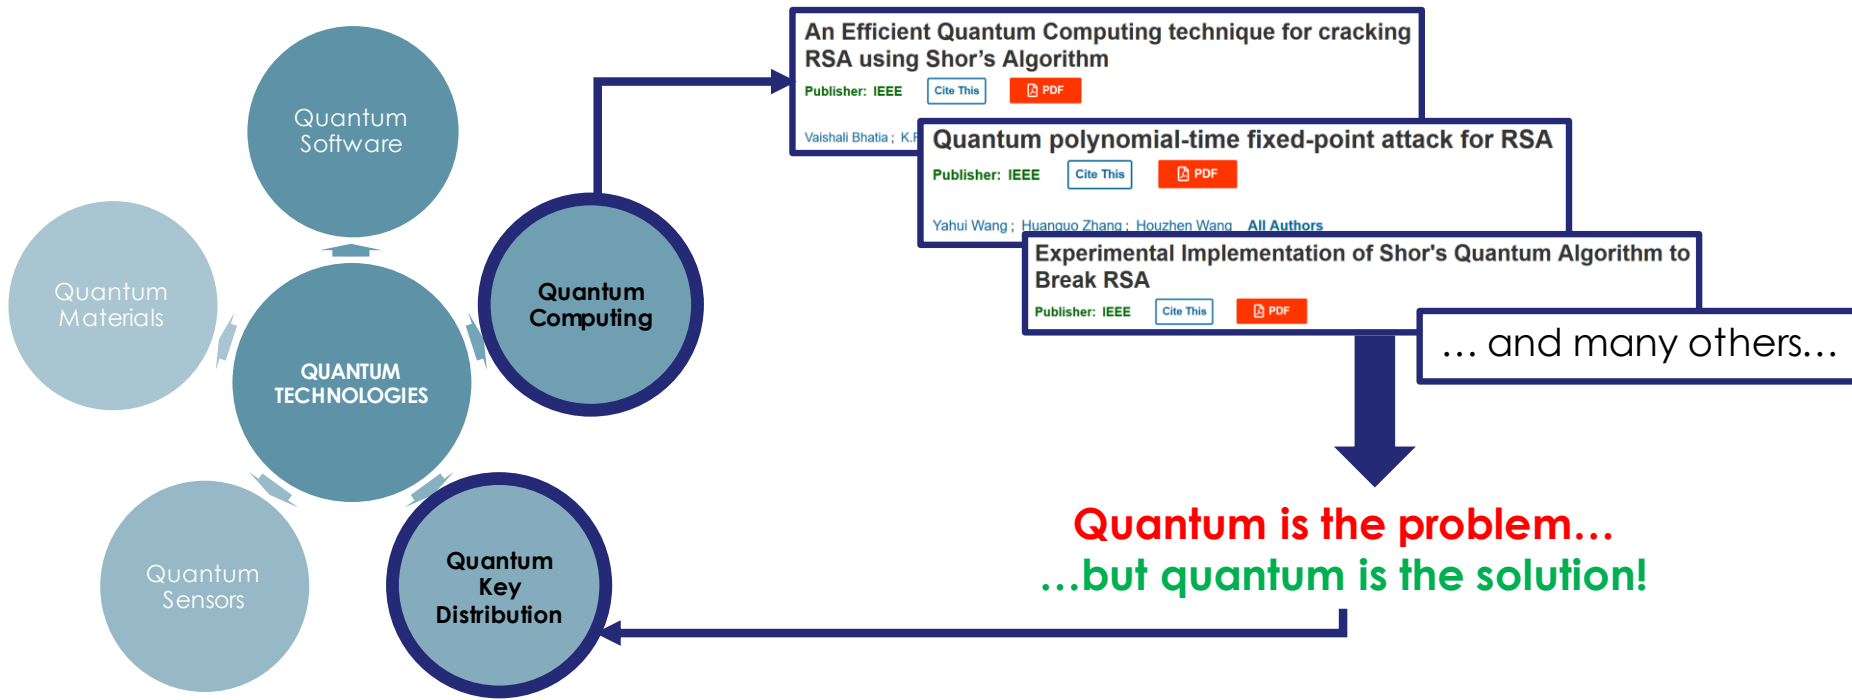 Quantum
Software
Quantum
Materials
QUANTUM
TECHNOLOGIES
Quantum
Computing
Quantum
Sensors
Quantum
Key
Distribution
An Efficient Quantum Computing technique for cracking
RSA using Shor's Algorithm
Publisher: IEEE Cite This PDF
Vaishali Bhatia ;
Quantum polynomial-time fixed-point attack for RSA
Publisher: IEEE Cite This PDF
Yahui Wang ; Huanguo Zhang ; Houzhen Wang All Authors
Experimental Implementation of Shor's Quantum Algorithm to
Break RSA
Publisher: IEEE Cite This PDF
... and many others...
Quantum is the problem...
...but quantum is the solution!